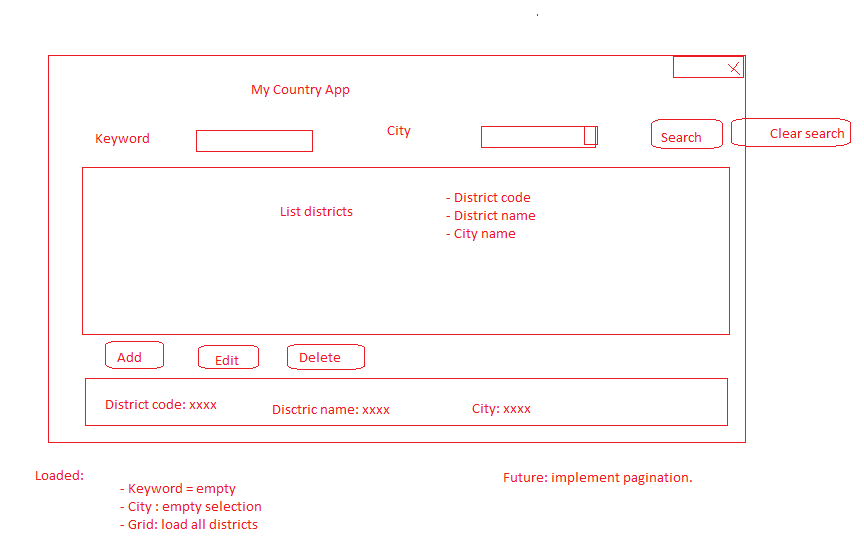 My Country App
Keyword
City
Search
Clear search
List districts
- District code
- District name
- City name
Add
Edit
Delete
District code: xxxx
Disctric name: xxxx
City: xxxx
Loaded:
- Keyword = empty
- City : empty selection
- Grid: load all districts
Future: implement pagination.